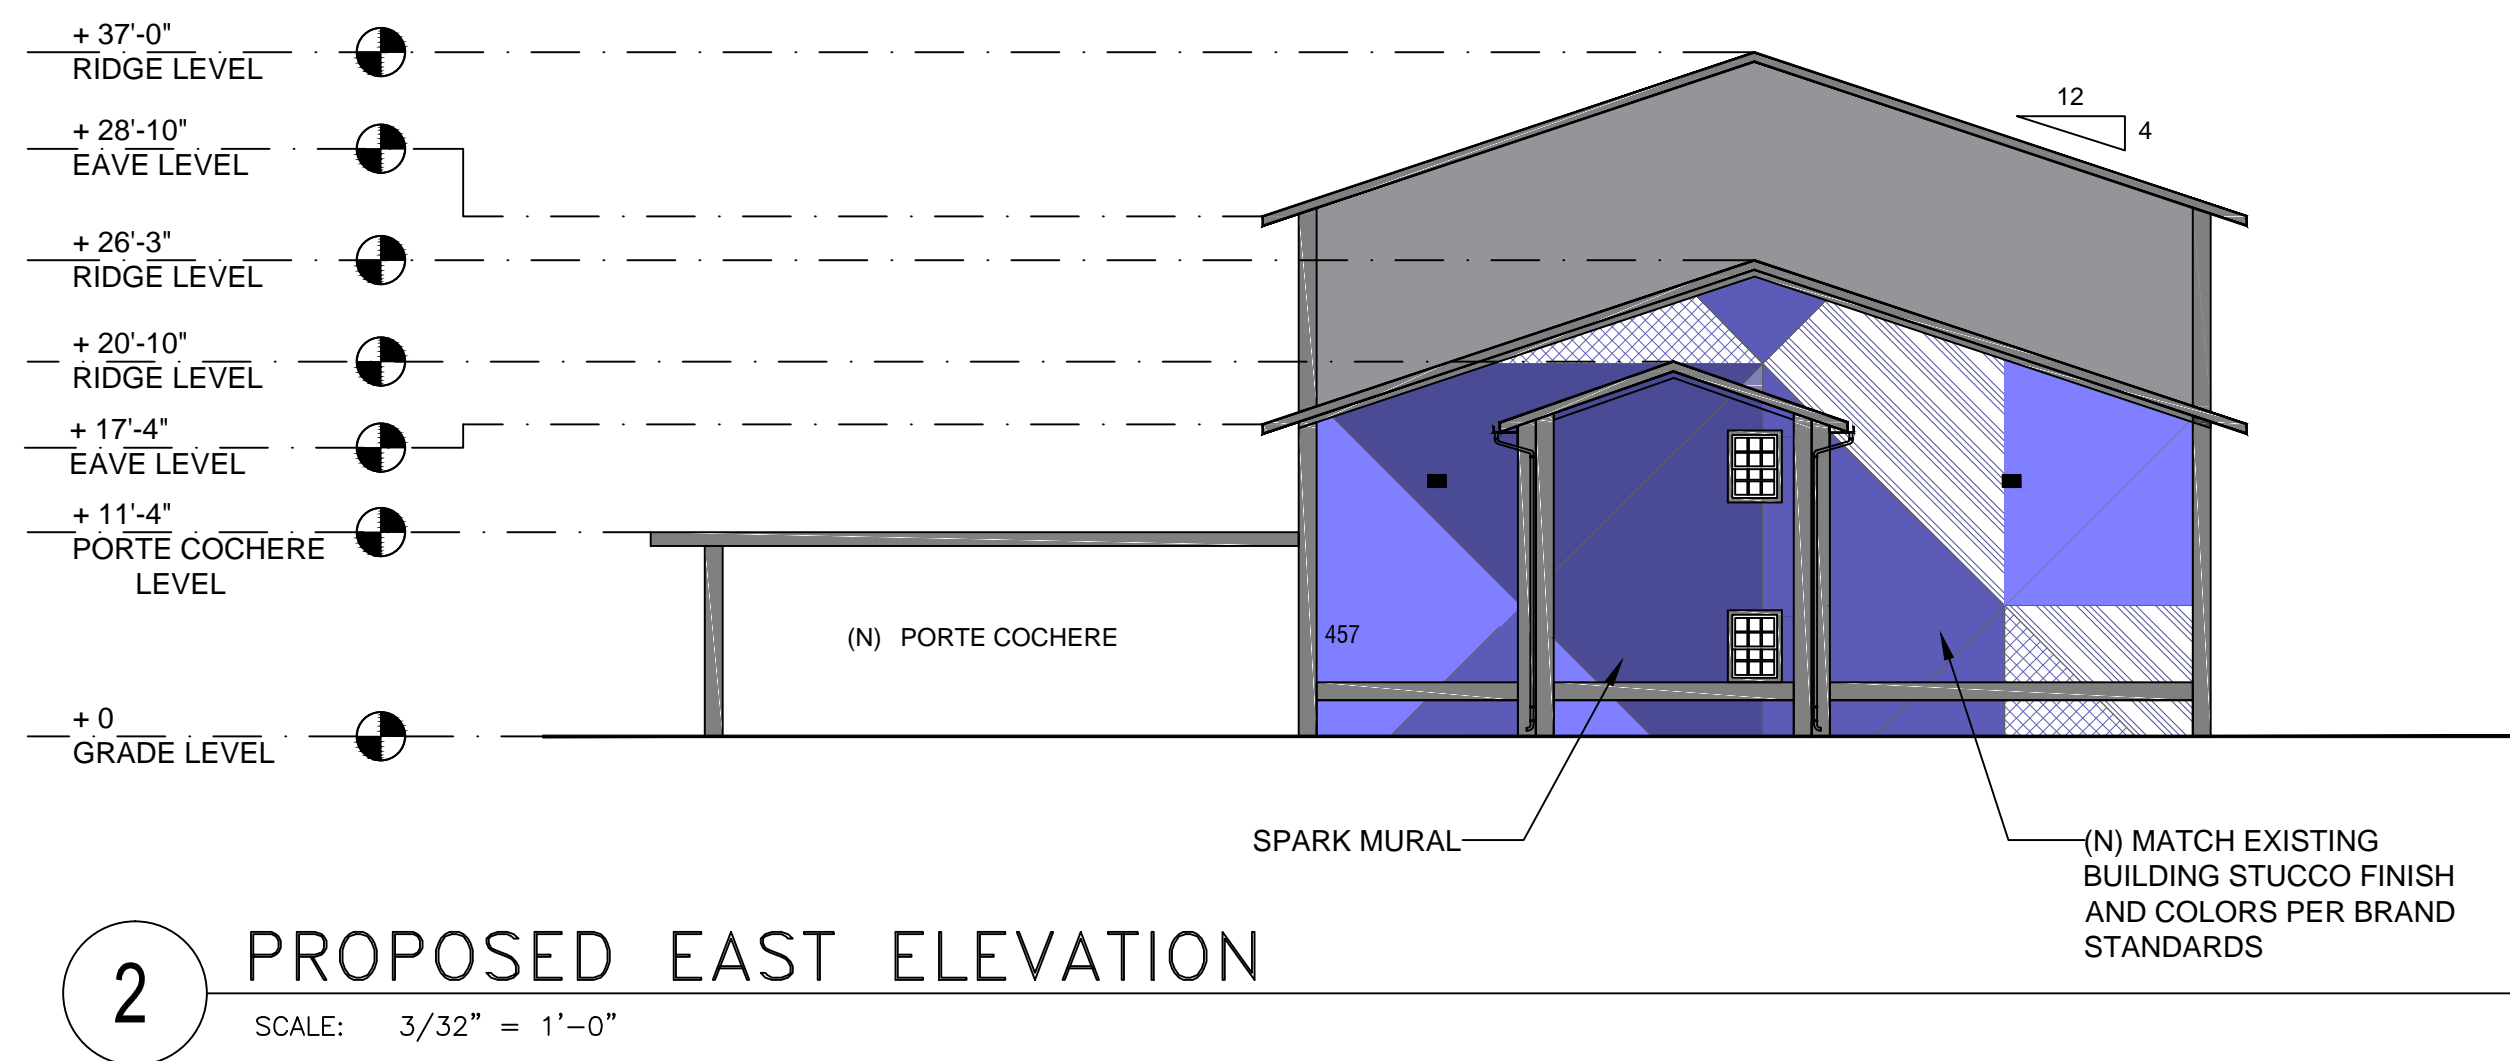 + 37'-0"
RIDGE LEVEL
+ 28'-10"
EAVE LEVEL
+ 26'-3"
RIDGE LEVEL
+ 20'-10"
RIDGE LEVEL
+ 17'-4"
EAVE LEVEL
+ 11'-4"
PORTE COCHERE
LEVEL
+ 0
GRADE LEVEL
12
4
(N) PORTE COCHERE
457
SPARK MURAL
(N) MATCH EXISTING
BUILDING STUCCO FINISH
AND COLORS PER BRAND
STANDARDS
2
PROPOSED EAST ELEVATION
SCALE: 3/32” = 1’-0”